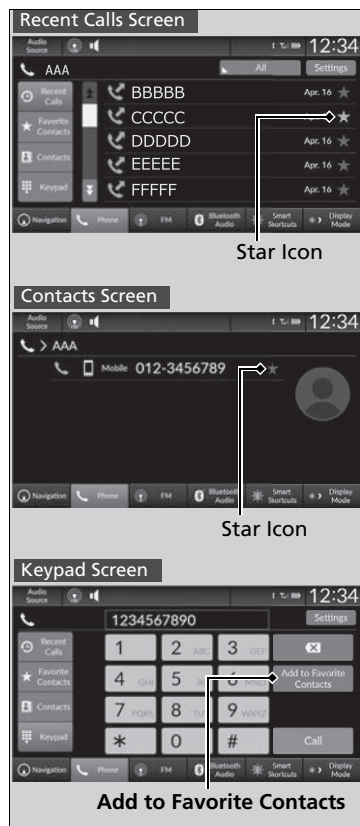 Recent Calls Screen
Audio Source 12:34
AAA All Settings
Recent Calls
Favorite Contacts
Contacts
Keypad
BBBBB Apr. 16
CCCCC Apr. 16
DDDDD Apr. 16
EEEEE Apr. 16
FFFFF Apr. 16
Navigation Phone FM Bluetooth Audio Smart Shortcuts Display Mode
Star Icon
Contacts Screen
Audio Source 12:34
> AAA
Mobile 012-3456789
Navigation Phone FM Bluetooth Audio Smart Shortcuts Display Mode
Star Icon
Keypad Screen
Audio Source 12:34
1234567890 Settings
Recent Calls
Favorite Contacts
Contacts
Keypad
1 2 ABC 3 DEF
4 GHI 5 JKL 6 MNO Add to Favorite Contacts
7 PQRS 8 TUV 9 WXYZ
* 0 # Call
Navigation Phone FM Bluetooth Audio Smart Shortcuts Display Mode
Add to Favorite Contacts